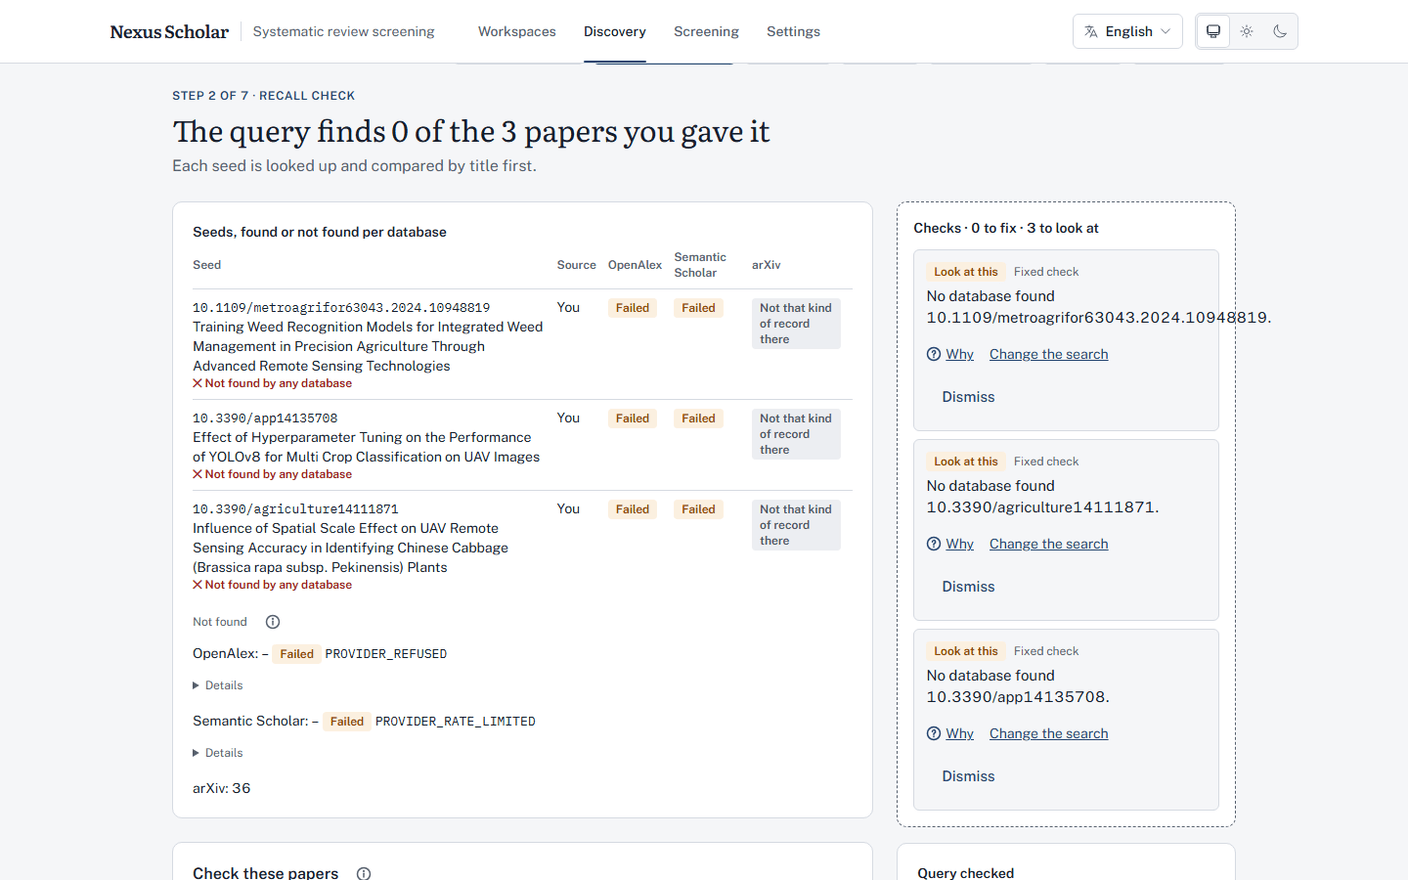 Nexus Scholar
Systematic review screening
Workspaces
Discovery
Screening
Settings
English
STEP 2 OF 7 · RECALL CHECK
The query finds 0 of the 3 papers you gave it
Each seed is looked up and compared by title first.
Seeds, found or not found per database
Seed
Source
OpenAlex
Semantic
Scholar
arXiv
10.1109/metroagrifor63043.2024.10948819
You
Failed
Failed
Not that kind
of record
there
Training Weed Recognition Models for Integrated Weed
Management in Precision Agriculture Through
Advanced Remote Sensing Technologies
Not found by any database
10.3390/app14135708
You
Failed
Failed
Not that kind
of record
there
Effect of Hyperparameter Tuning on the Performance
of YOLOv8 for Multi Crop Classification on UAV Images
Not found by any database
10.3390/agriculture14111871
You
Failed
Failed
Not that kind
of record
there
Influence of Spatial Scale Effect on UAV Remote
Sensing Accuracy in Identifying Chinese Cabbage
(Brassica rapa subsp. Pekinensis) Plants
Not found by any database
Not found
OpenAlex: – Failed PROVIDER_REFUSED
Details
Semantic Scholar: – Failed PROVIDER_RATE_LIMITED
Details
arXiv: 36
Check these papers
Checks · 0 to fix · 3 to look at
Look at this Fixed check
No database found
10.1109/metroagrifor63043.2024.10948819.
Why Change the search
Dismiss
Look at this Fixed check
No database found
10.3390/agriculture14111871.
Why Change the search
Dismiss
Look at this Fixed check
No database found
10.3390/app14135708.
Why Change the search
Dismiss
Query checked